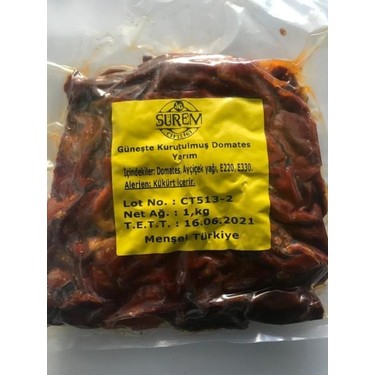 SUREM
Güneşte Kurutulmuş Domates
Yarım
İçindekiler: Domates, Ayçiçek yağı, E220, E330.
Alerjen: Kükürt içerir.
Lot No. : CT513-2
Net Ağ. : 1,kg
T.E.T.T. : 16.06.2021
Menşei Türkiye